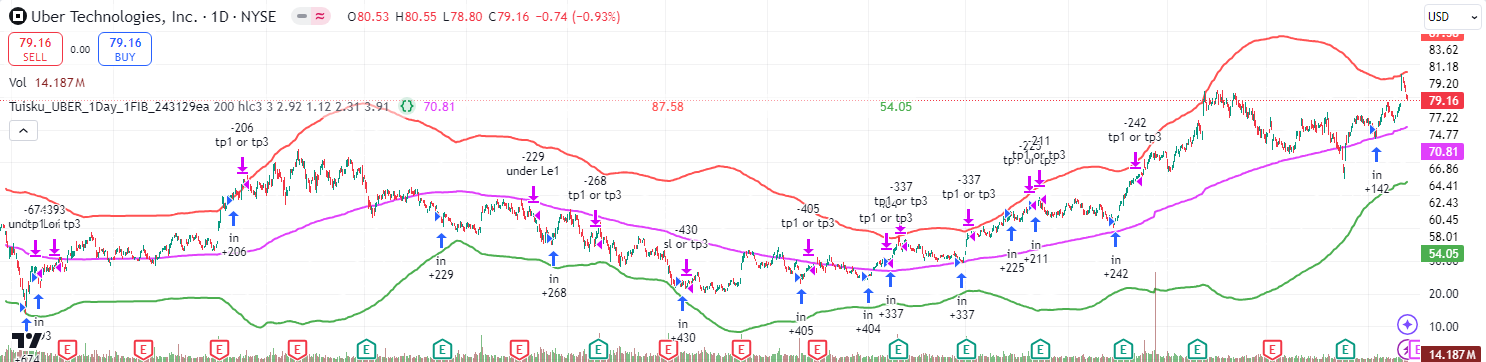 Uber Technologies, Inc. · 1D · NYSE O80.53 H80.55 L78.80 C79.16 −0.74 (−0.93%)
USD
79.16
SELL
0.00
79.16
BUY
Vol 14.187M
Tuisku_UBER_1Day_1FIB_243129ea 200 hlc3 3 2.92 1.12 2.31 3.91 70.81 87.58 54.05
83.62
81.18
79.20
79.16
77.22
74.77
70.81
66.86
64.41
62.43
60.45
58.01
54.05
20.00
10.00
14.187M
-206
tp1 or tp3
in
+206
-229
under Le1
in
+229
-268
tp1 or tp3
in
+268
-430
sl or tp3
in
+430
-405
tp1 or tp3
in
+405
in
+404
-337
in
+337
-337
tp1 or tp3
in
+337
in
+225
-211
tp1 or tp3
in
+211
-242
tp1 or tp3
in
+242
in
+142
in
E E E E E E E E E E E E E E E E E E